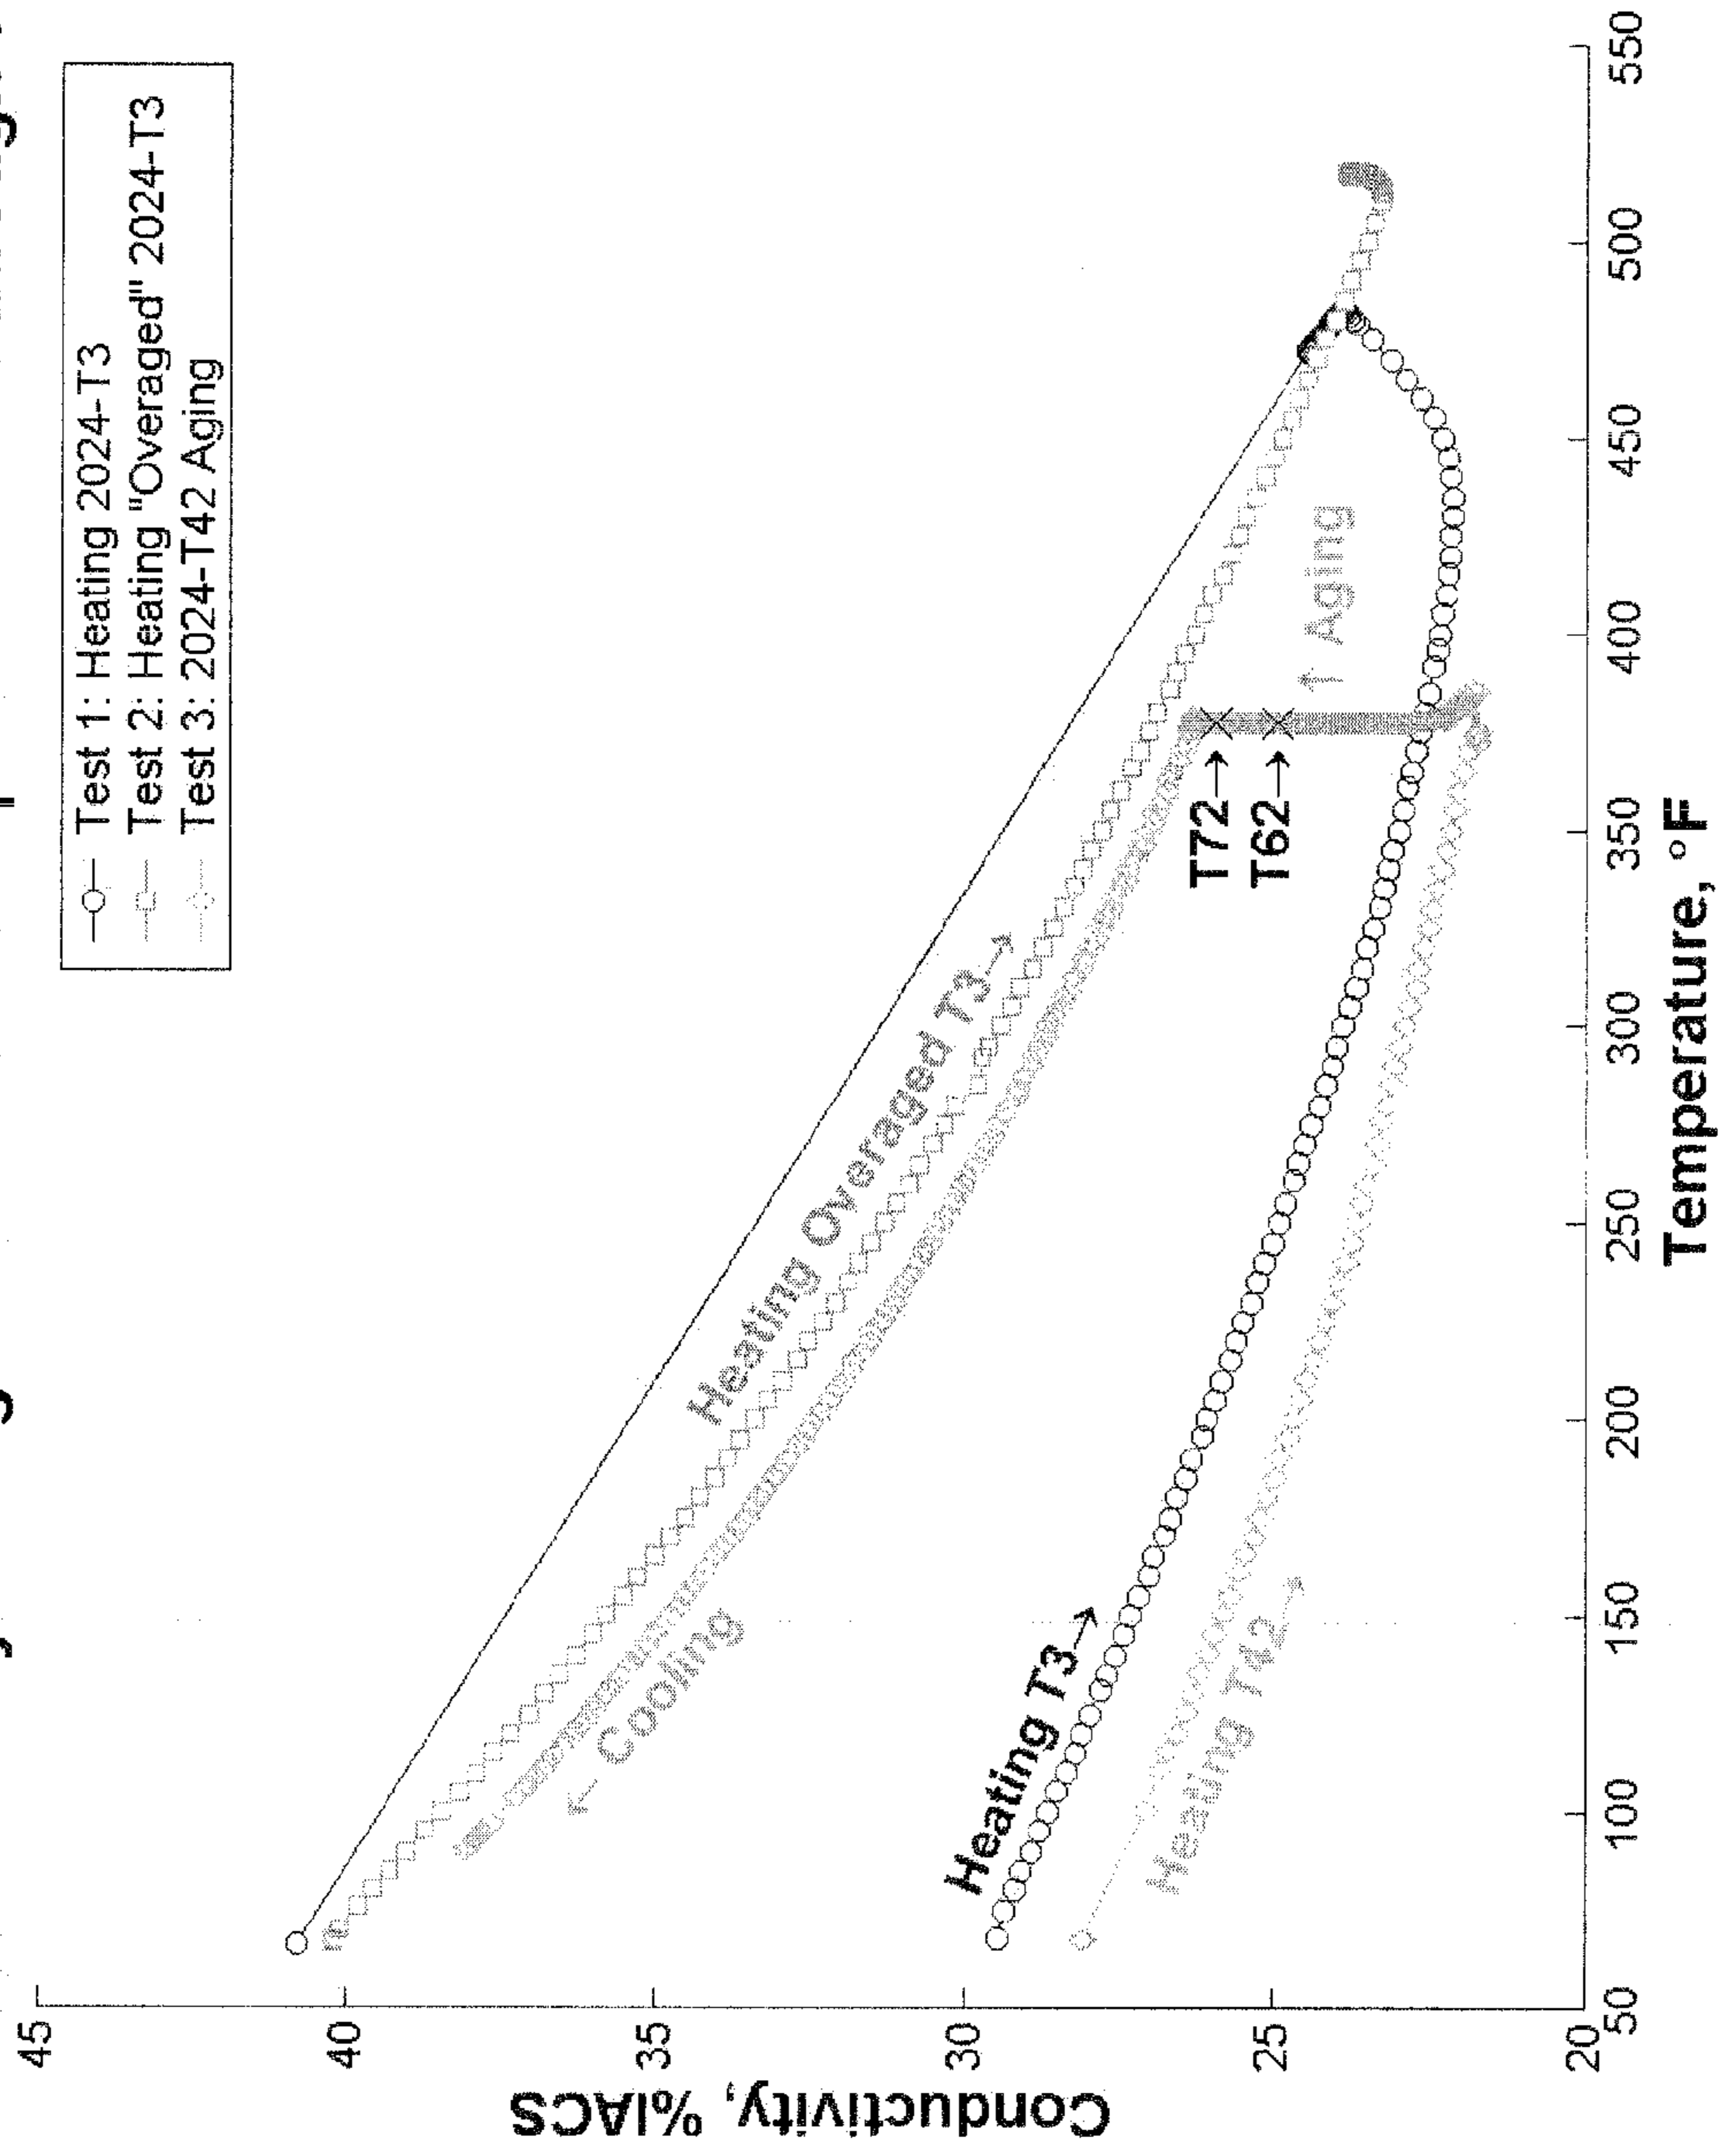 Test 1: Heating 2024-T3
Test 2: Heating "Overaged" 2024-T3
Test 3: 2024-T42 Aging
45
40
35
30
25
20
Conductivity, %IACS
Heating Overaged T3→
← Cooling
Heating T3→
Heating T42→
T72→
T62→
↑ Aging
50
100
150
200
250
300
350
400
450
500
550
Temperature, °F